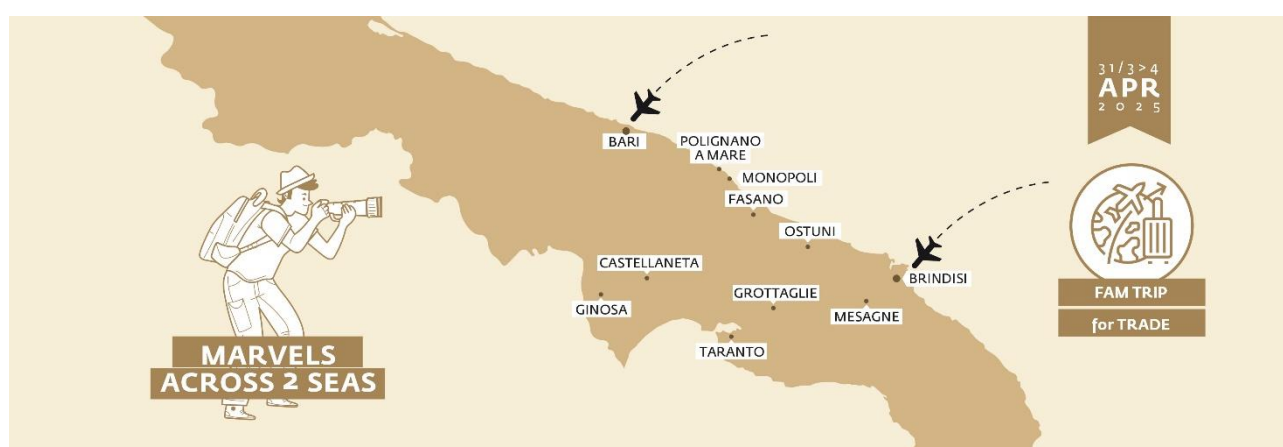 31/3>4
APR
2025
BARI
POLIGNANO
A MARE
MONOPOLI
FASANO
OSTUNI
CASTELLANETA
BRINDISI
GINOSA
GROTTAGLIE
MESAGNE
TARANTO
FAM TRIP
for TRADE
MARVELS
ACROSS 2 SEAS